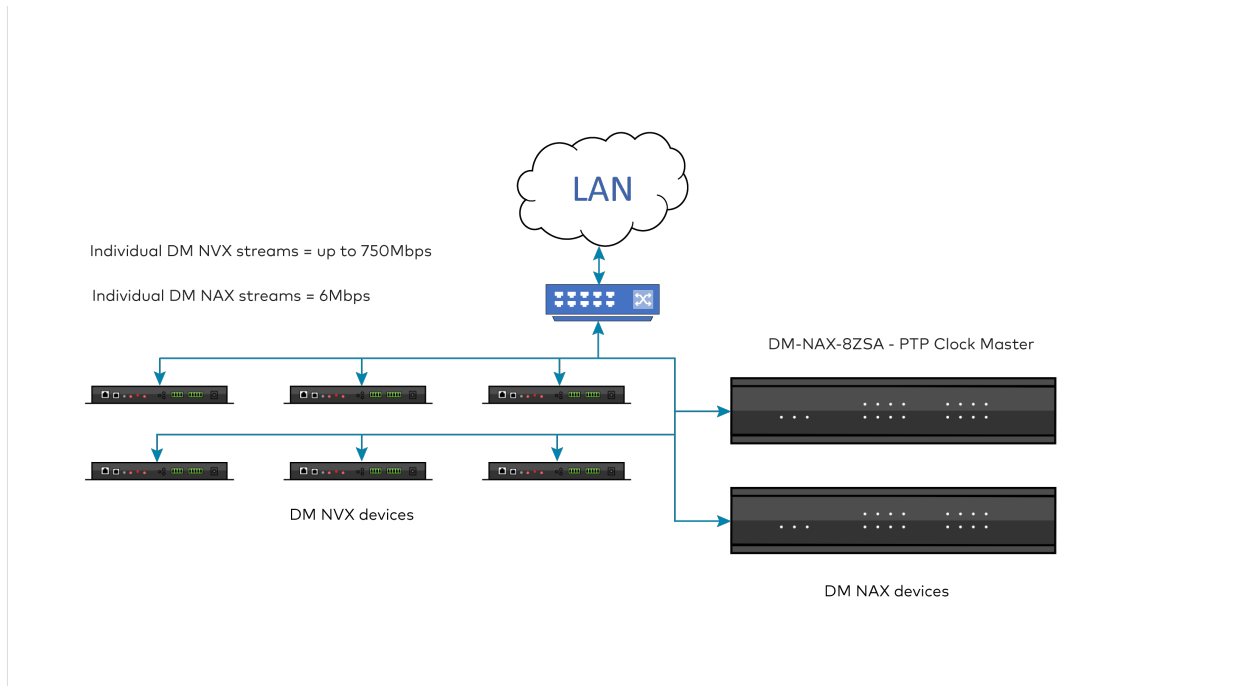 LAN
Individual DM NVX streams = up to 750Mbps
Individual DM NAX streams = 6Mbps
DM-NAX-8ZSA - PTP Clock Master
DM NVX devices
DM NAX devices